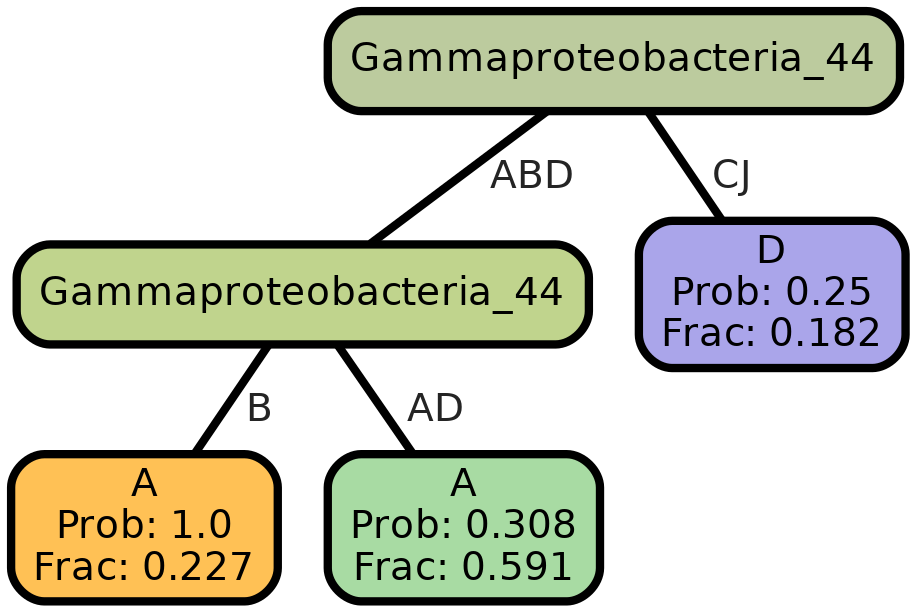 Gammaproteobacteria_44
ABD
CJ
Gammaproteobacteria_44
D
Prob: 0.25
Frac: 0.182
B
AD
A
Prob: 1.0
Frac: 0.227
A
Prob: 0.308
Frac: 0.591